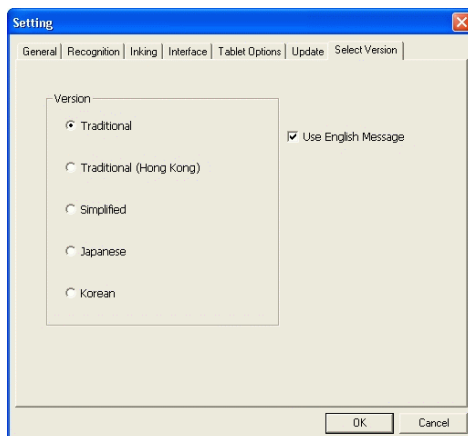 Setting
General Recognition Inking Interface Tablet Options Update Select Version
Version
Traditional
Use English Message
Traditional (Hong Kong)
Simplified
Japanese
Korean
OK Cancel